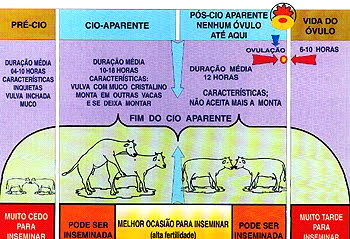 PRÉ-CIO
DURAÇÃO MÉDIA
04-10 HORAS
CARACTERÍSTICAS
INQUIETAS
VULVA INCHADA
MUCO
CIO-APARENTE
DURAÇÃO MÉDIA
10-18 HORAS
CARACTERÍSTICAS:
VULVA COM MUCO CRISTALINO
MONTA EM OUTRAS VACAS
E SE DEIXA MONTAR
PÓS-CIO APARENTE
NENHUM ÓVULO
ATÉ AQUI
DURAÇÃO MÉDIA
12 HORAS
CARACTERÍSTICAS;
NÃO ACEITA MAIS A MONTA
OVULAÇÃO
VIDA DO
ÓVULO
6-10 HORAS
FIM DO CIO APARENTE
MUITO CEDO
PARA
INSEMINAR
PODE SER
INSEMINADA
MELHOR OCASIÃO PARA INSEMINAR
(alta fertilidade)
PODE SER
INSEMINADA
MUITO TARDE
PARA
INSEMINAR